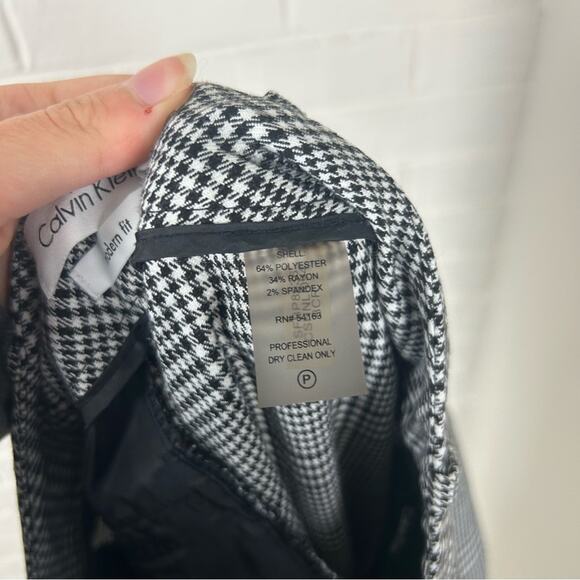 Calvin Klein
modern fit
SHELL:
64% POLYESTER
34% RAYON
2% SPANDEX
RN# 54163
PROFESSIONAL
DRY CLEAN ONLY
P